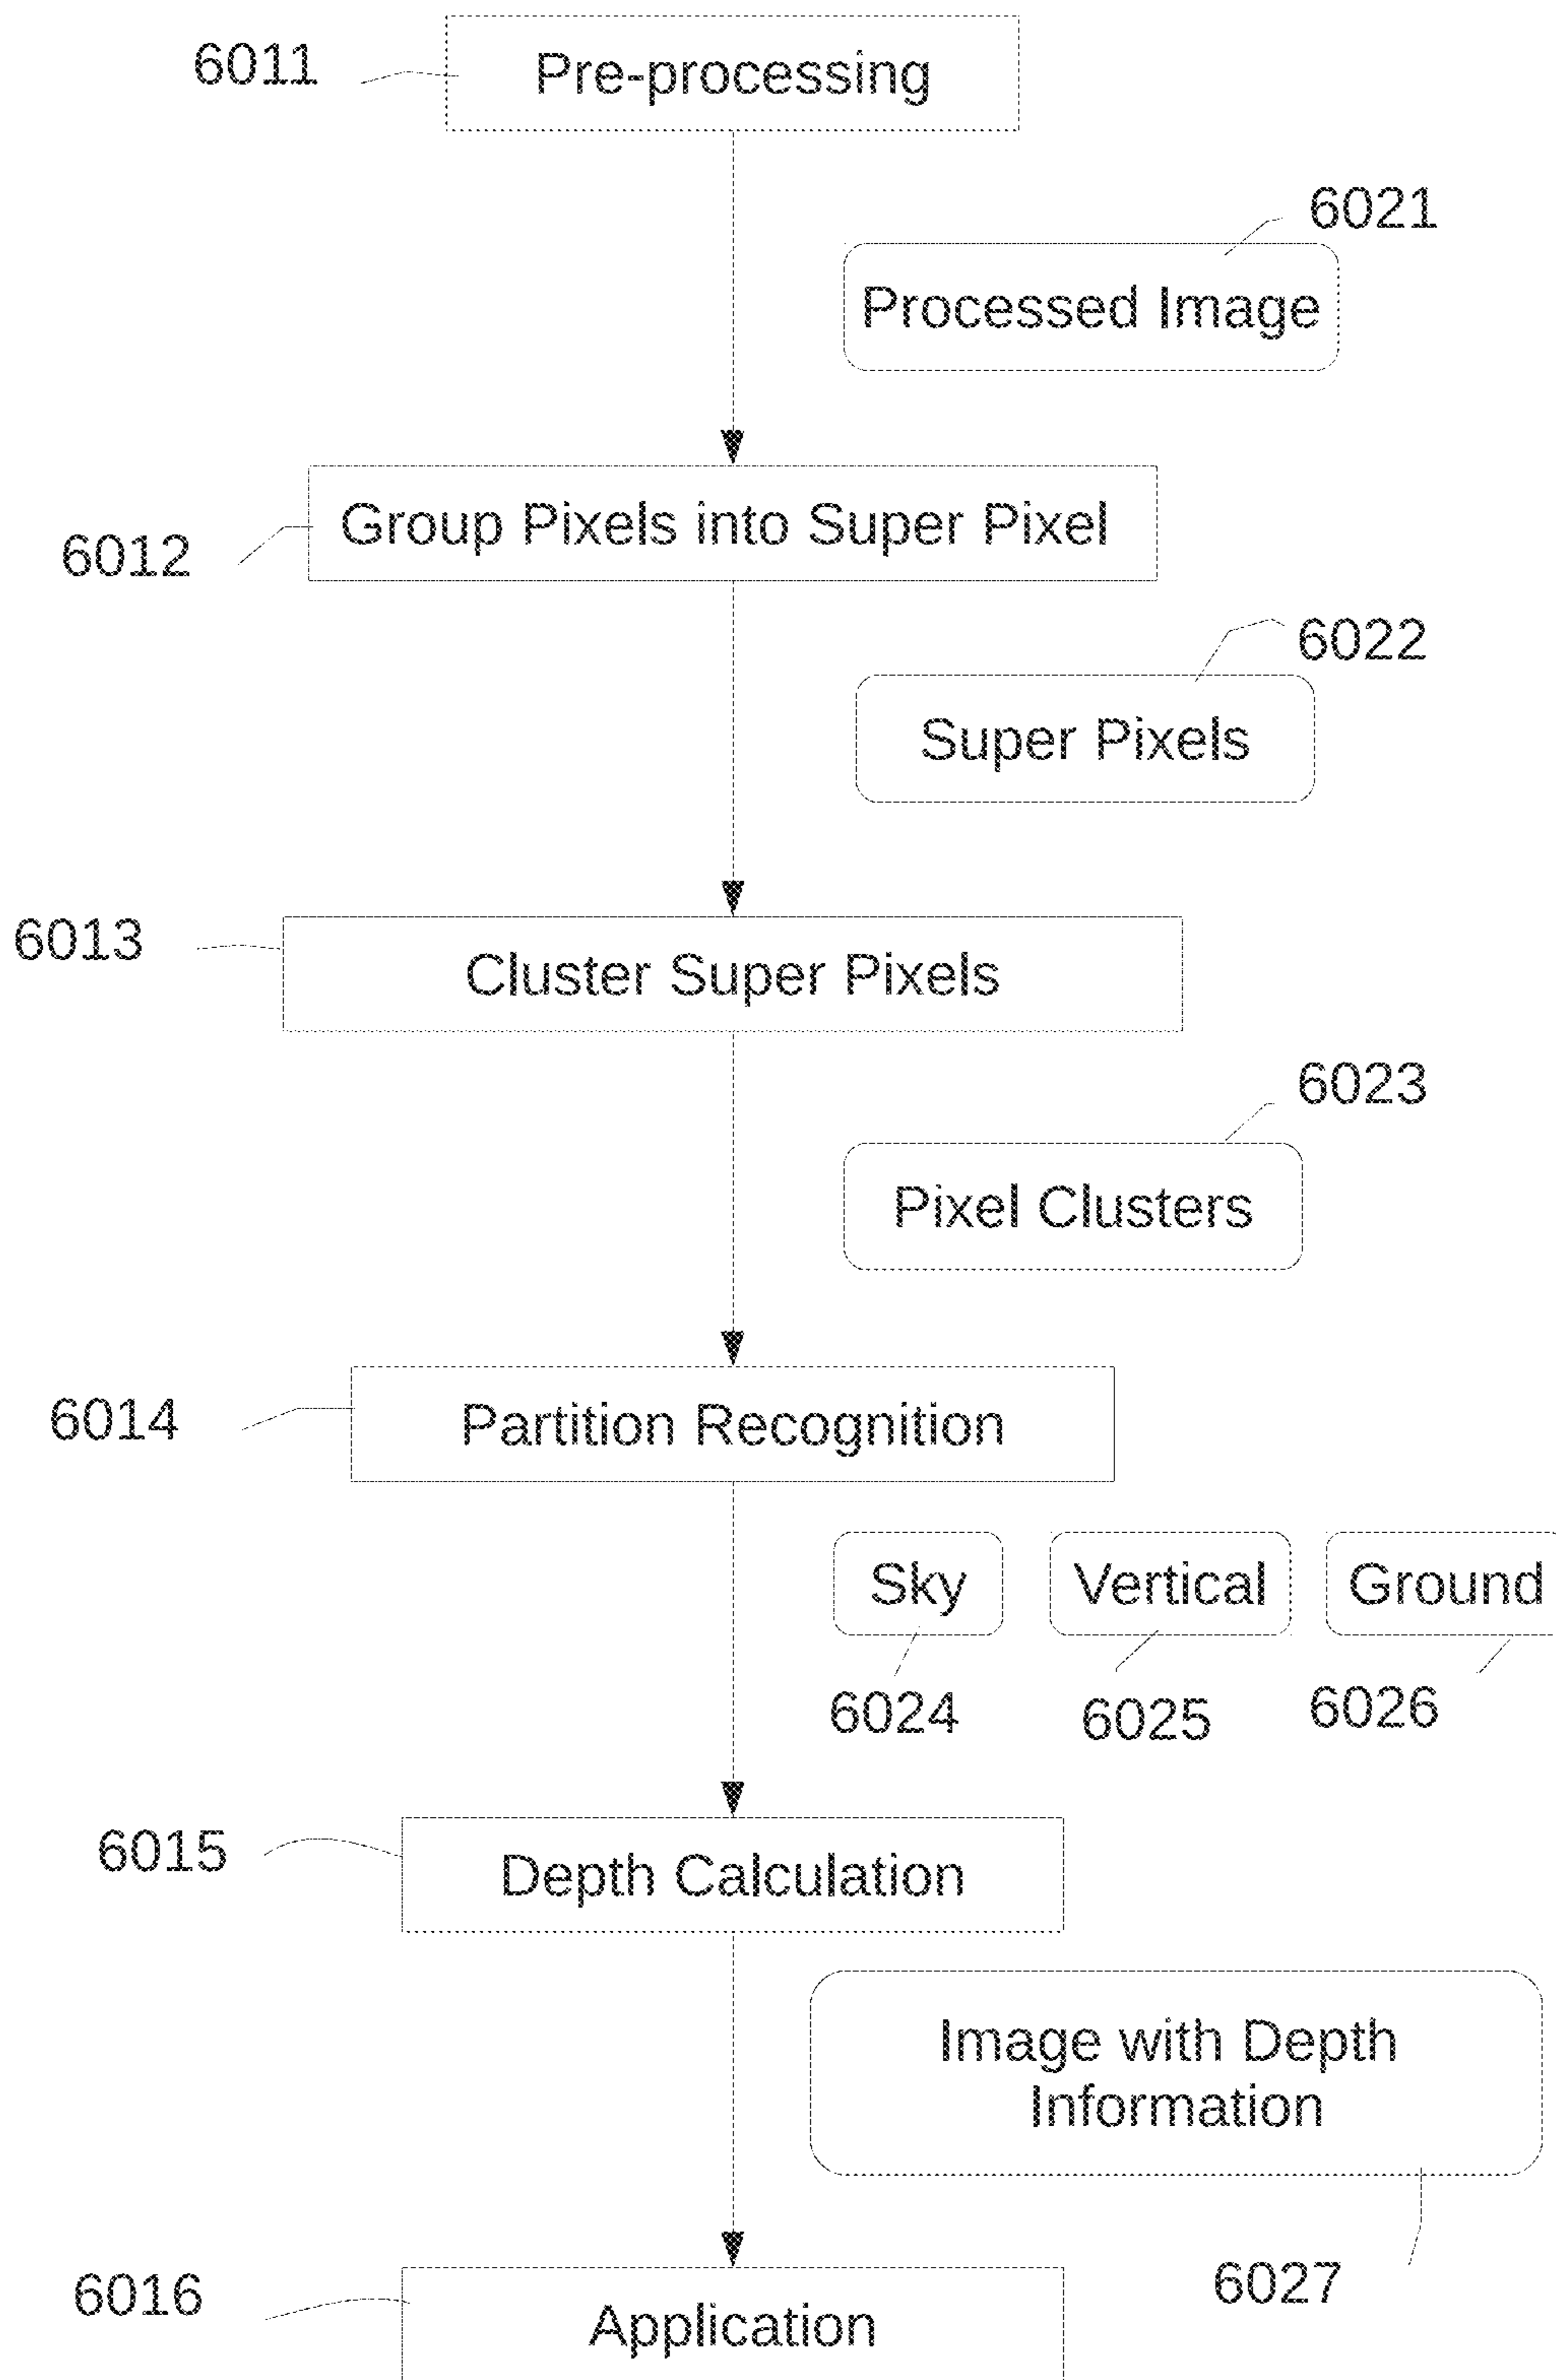 6011
Pre-processing
6021
Processed Image
Group Pixels into Super Pixel
6012
6022
Super Pixels
6013
Cluster Super Pixels
6023
Pixel Clusters
6014
Partition Recognition
Sky
Vertical
Ground
6024
6025
6026
6015
Depth Calculation
Image with Depth
Information
6027
6016
Application